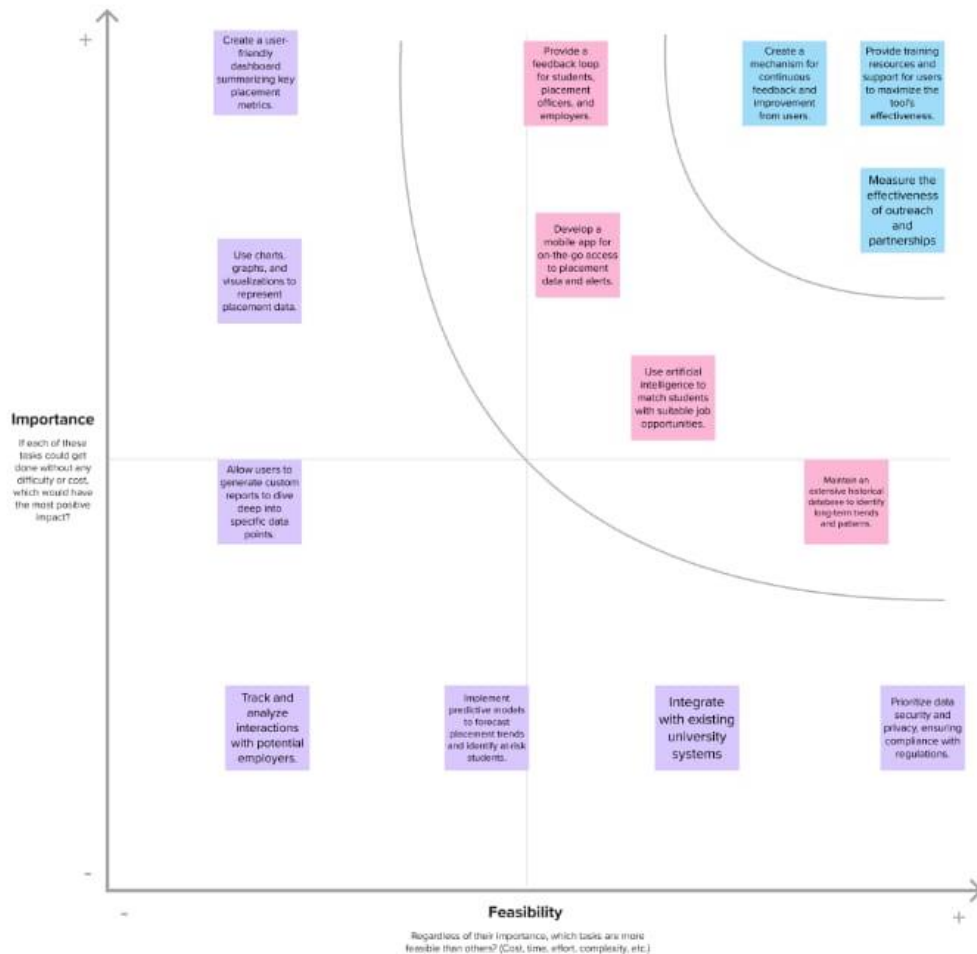 +
Create a user-
friendly
dashboard
summarizing key
placement
metrics.
Provide a
feedback loop
for students,
placement
officers, and
employers.
Create a
mechanism for
continuous
feedback and
improvement
from users.
Provide training
resources and
support for users
to maximize the
tool's
effectiveness.
Measure the
effectiveness
of outreach
and
partnerships
Use charts,
graphs, and
visualizations to
represent
placement data.
Develop a
mobile app for
on-the-go access
to placement
data and alerts.
Use artificial
intelligence to
match students
with suitable job
opportunities.
Importance
If each of these
tasks could get
done without any
difficulty or cost,
which would have
the most positive
impact?
Allow users to
generate custom
reports to dive
deep into
specific data
points.
Maintain an
extensive historical
database to identify
long-term trends
and patterns.
Track and
analyze
interactions
with potential
employers.
Implement
predictive models
to forecast
placement trends
and identify at-risk
students.
Integrate
with existing
university
systems
Prioritize data
security and
privacy, ensuring
compliance with
regulations.
-
-
Feasibility
+
Regardless of their importance, which tasks are more
feasible than others? (Cost, time, effort, complexity, etc.)